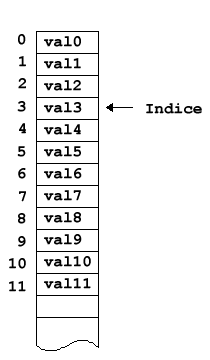 0 val0
1 val1
2 val2
3 val3 Indice
4 val4
5 val5
6 val6
7 val7
8 val8
9 val9
10 val10
11 val11